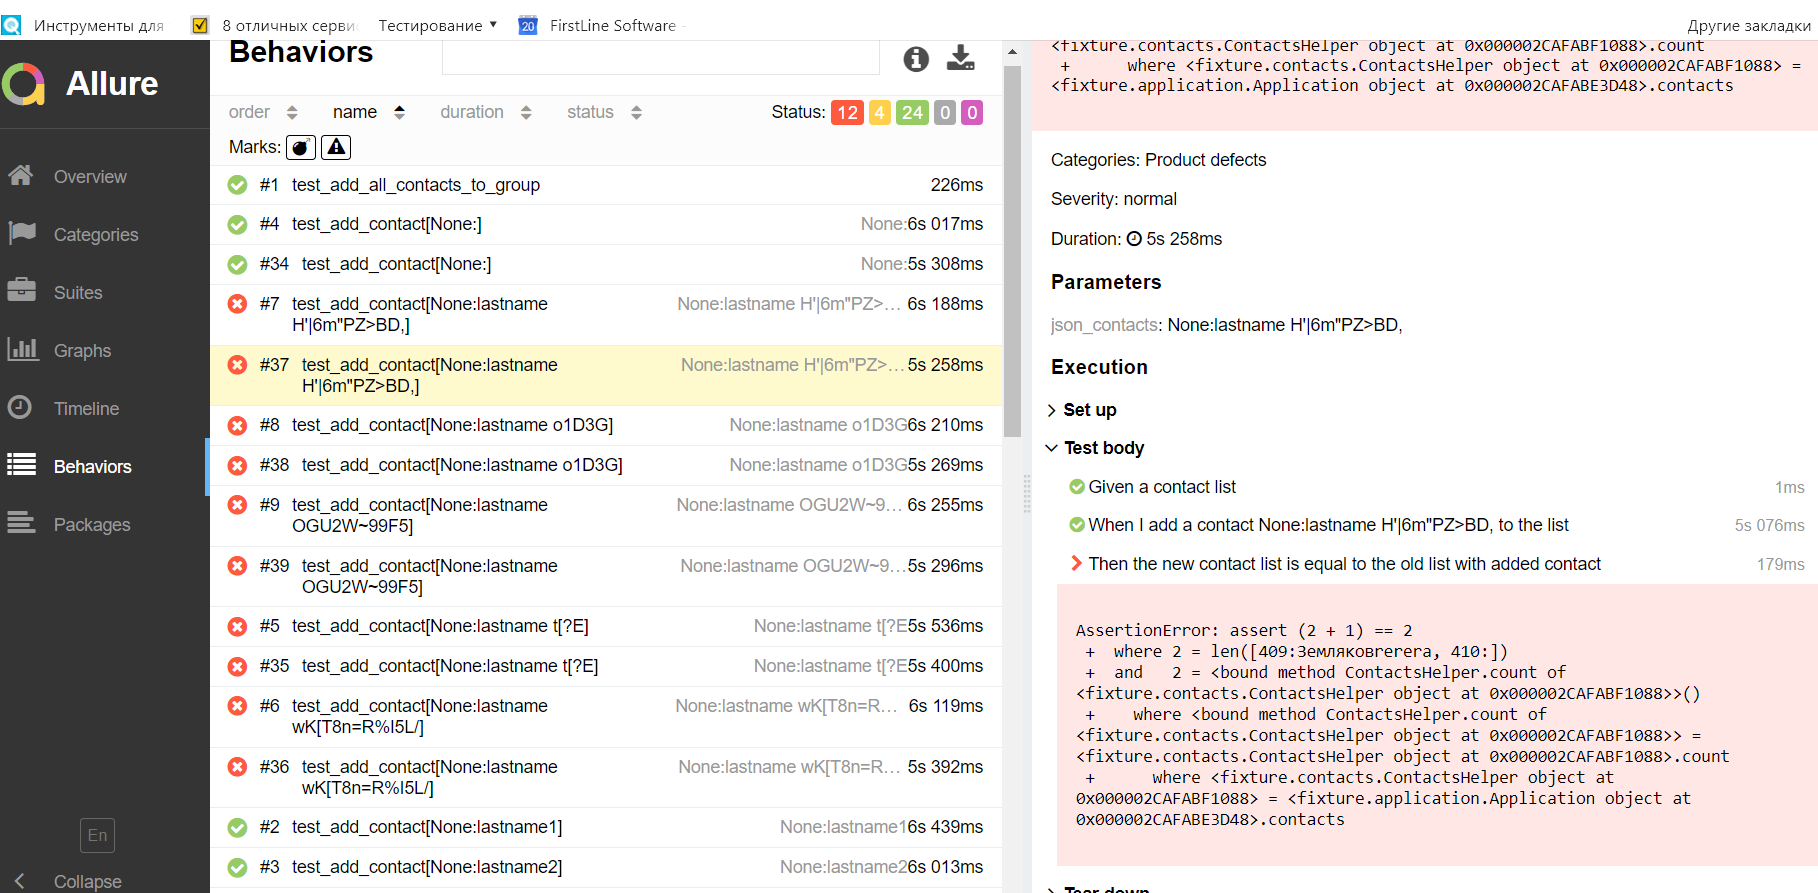 Инструменты для
8 отличных серви
Тестирование
20
FirstLine Software
Другие закладки
Allure
Overview
Categories
Suites
Graphs
Timeline
Behaviors
Packages
En
Collapse
Behaviors
order name duration status Status: 12 4 24 0 0
Marks:
#1 test_add_all_contacts_to_group 226ms
#4 test_add_contact[None:] None: 6s 017ms
#34 test_add_contact[None:] None: 5s 308ms
#7 test_add_contact[None:lastname None:lastname H'|6m"PZ>… 6s 188ms
H'|6m"PZ>BD,]
#37 test_add_contact[None:lastname None:lastname H'|6m"PZ>… 5s 258ms
H'|6m"PZ>BD,]
#8 test_add_contact[None:lastname o1D3G] None:lastname o1D3G 6s 210ms
#38 test_add_contact[None:lastname o1D3G] None:lastname o1D3G 5s 269ms
#9 test_add_contact[None:lastname None:lastname OGU2W~9… 6s 255ms
OGU2W~99F5]
#39 test_add_contact[None:lastname None:lastname OGU2W~9… 5s 296ms
OGU2W~99F5]
#5 test_add_contact[None:lastname t[?E] None:lastname t[?E 5s 536ms
#35 test_add_contact[None:lastname t[?E] None:lastname t[?E 5s 400ms
#6 test_add_contact[None:lastname None:lastname wK[T8n=R… 6s 119ms
wK[T8n=R%I5L/]
#36 test_add_contact[None:lastname None:lastname wK[T8n=R… 5s 392ms
wK[T8n=R%I5L/]
#2 test_add_contact[None:lastname1] None:lastname1 6s 439ms
#3 test_add_contact[None:lastname2] None:lastname2 6s 013ms
<fixture.contacts.ContactsHelper object at 0x000002CAFABF1088>.count
+ where <fixture.contacts.ContactsHelper object at 0x000002CAFABF1088> =
<fixture.application.Application object at 0x000002CAFABE3D48>.contacts
Categories: Product defects
Severity: normal
Duration: 5s 258ms
Parameters
json_contacts: None:lastname H'|6m"PZ>BD,
Execution
Set up
Test body
Given a contact list 1ms
When I add a contact None:lastname H'|6m"PZ>BD, to the list 5s 076ms
Then the new contact list is equal to the old list with added contact 179ms
AssertionError: assert (2 + 1) == 2
+ where 2 = len([409:Земляковгегега, 410:])
+ and 2 = <bound method ContactsHelper.count of
<fixture.contacts.ContactsHelper object at 0x000002CAFABF1088>>()
+ where <bound method ContactsHelper.count of
<fixture.contacts.ContactsHelper object at 0x000002CAFABF1088>> =
<fixture.contacts.ContactsHelper object at 0x000002CAFABF1088>.count
+ where <fixture.contacts.ContactsHelper object at
0x000002CAFABF1088> = <fixture.application.Application object at
0x000002CAFABE3D48>.contacts
Tear down